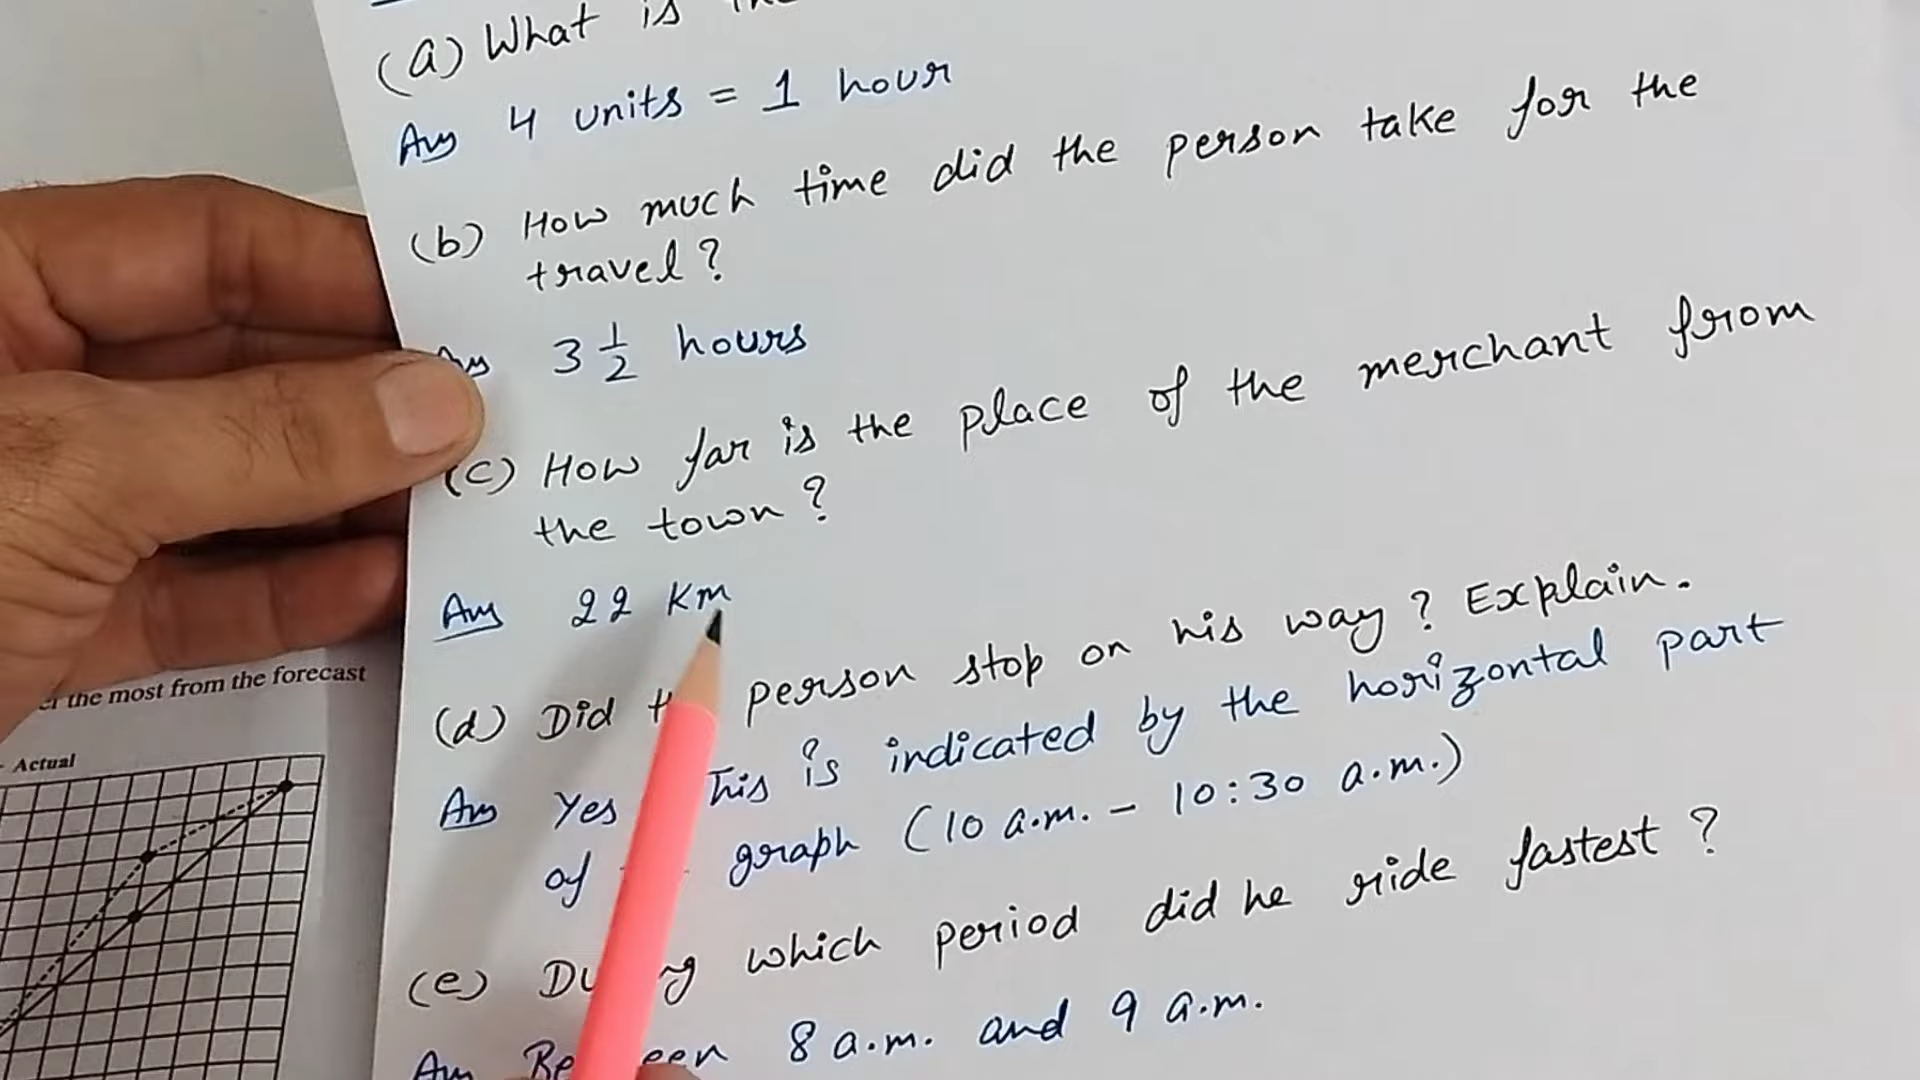 (a) What is the
Ans 4 units = 1 hour
(b) How much time did the person take for the
travel?
Ans 3 1/2 hours
(c) How far is the place of the merchant from
the town?
Ans 22 Km
(d) Did person stop on his way? Explain.
Ans Yes This is indicated by the horizontal part
of graph (10 a.m. – 10:30 a.m.)
(e) which period did he ride fastest?
Ans 8 a.m. and 9 a.m.
the most from the forecast
Actual